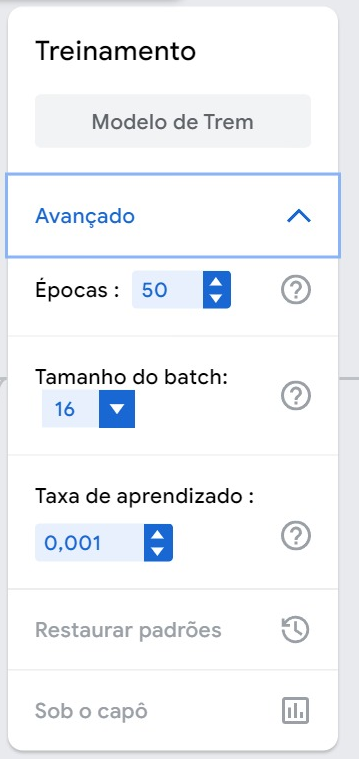 Treinamento
Modelo de Trem
Avançado
Épocas :
50
Tamanho do batch:
16
Taxa de aprendizado :
0,001
Restaurar padrões
Sob o capô